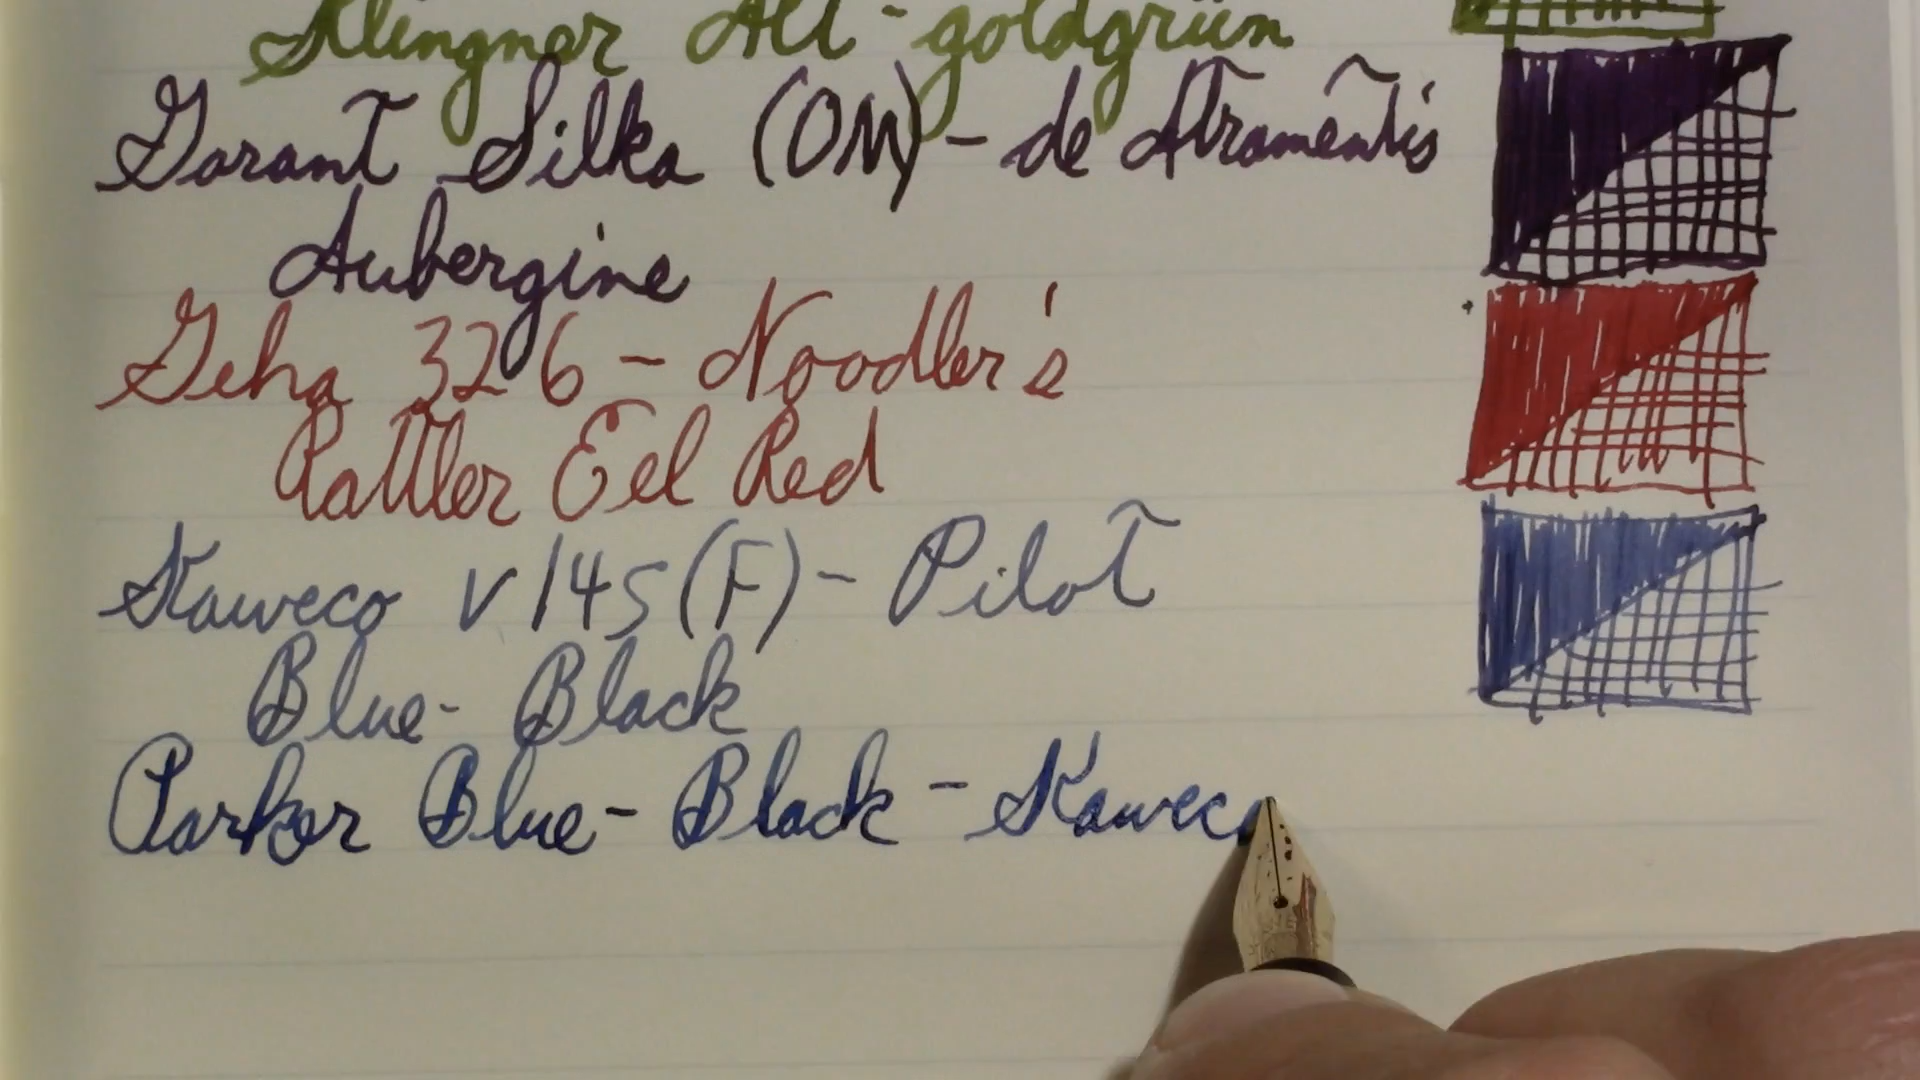 Klingner Alt-goldgrün
Garant Silka (OM) - de Atramentis
Aubergine
Geha 326 - Noodler's
Rattler Eel Red
Kaweco V14S (F) - Pilot
Blue-Black
Parker Blue-Black - Kaweco